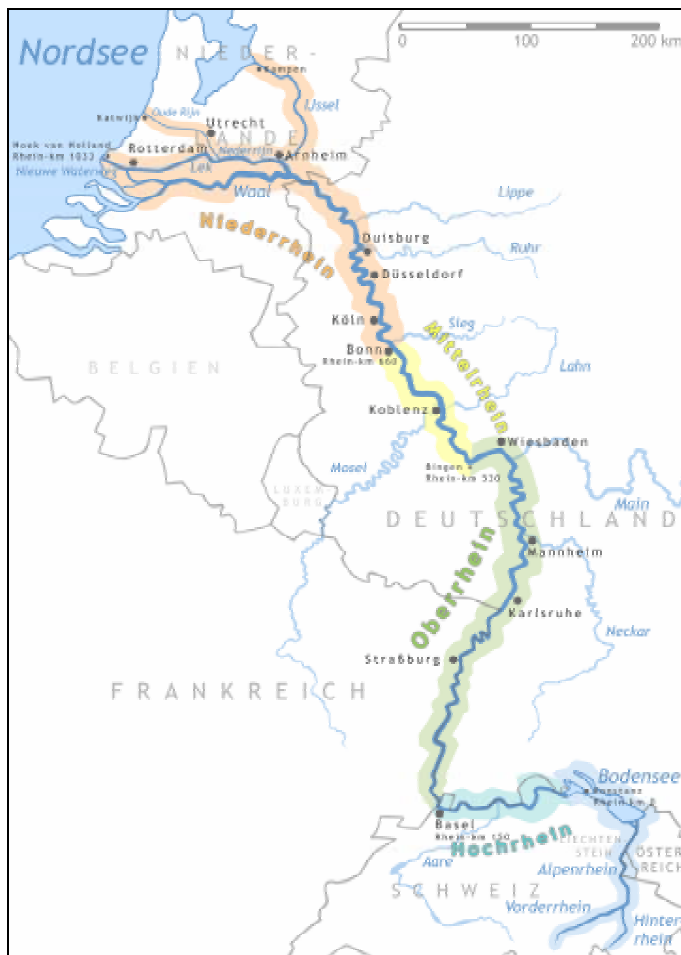 Nordsee
NIEDER-
0 100 200 km
Kampen
IJssel
Katwijk
Oude Rijn
Utrecht
LANDE
Hoek van Holland
Rhein-km 1033
Rotterdam
Nederrijn
Arnheim
Nieuwe Waterweg
Lek
Waal
Lippe
Niederrhein
Duisburg
Ruhr
Düsseldorf
Köln
Sieg
Mittelrhein
Bonn
Rhein-km 660
BELGIEN
Lahn
Koblenz
Wiesbaden
Mosel
Bingen
Rhein-km 530
LUXEM-
BURG
Main
DEUTSCHLAND
Mannheim
Oberrhein
Karlsruhe
Neckar
Straßburg
FRANKREICH
Bodensee
Konstanz
Rhein-km 0
Basel
Rhein-km 150
Hochrhein
LIECHTEN-
STEIN
ÖSTER
REICH
Aare
Alpenrhein
SCHWEIZ
Vorderrhein
Hinter
rhein